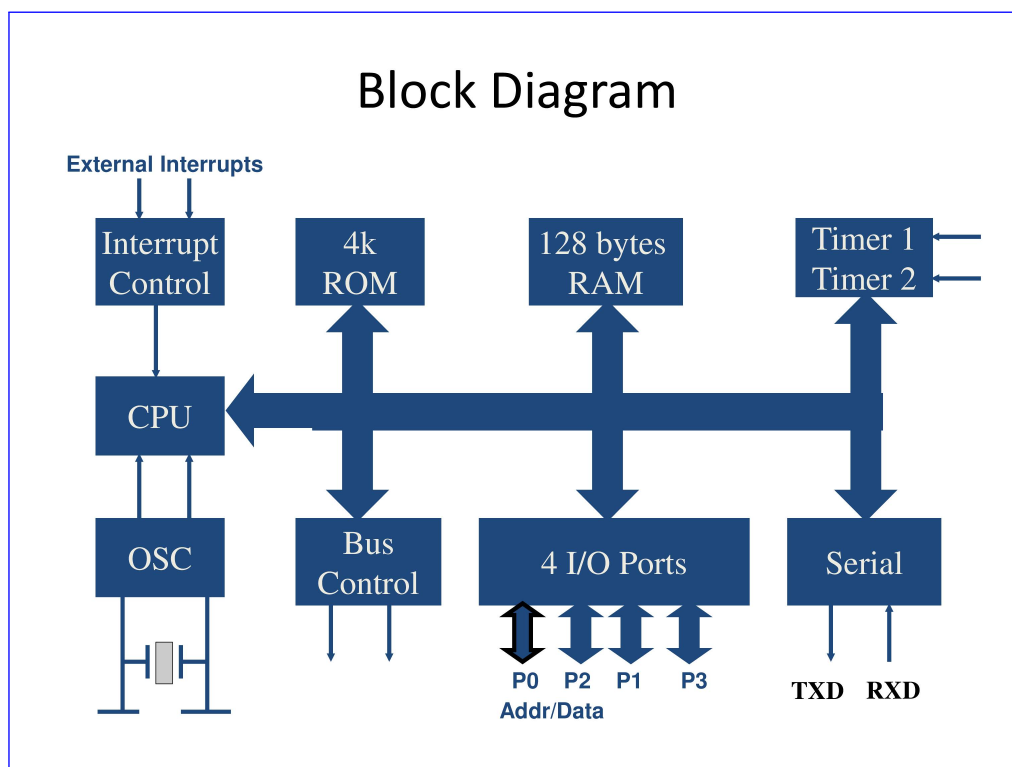 Block Diagram
External Interrupts
Interrupt
Control
4k
ROM
128 bytes
RAM
Timer 1
Timer 2
CPU
OSC
Bus
Control
4 I/O Ports
Serial
P0 P2 P1 P3
Addr/Data
TXD RXD